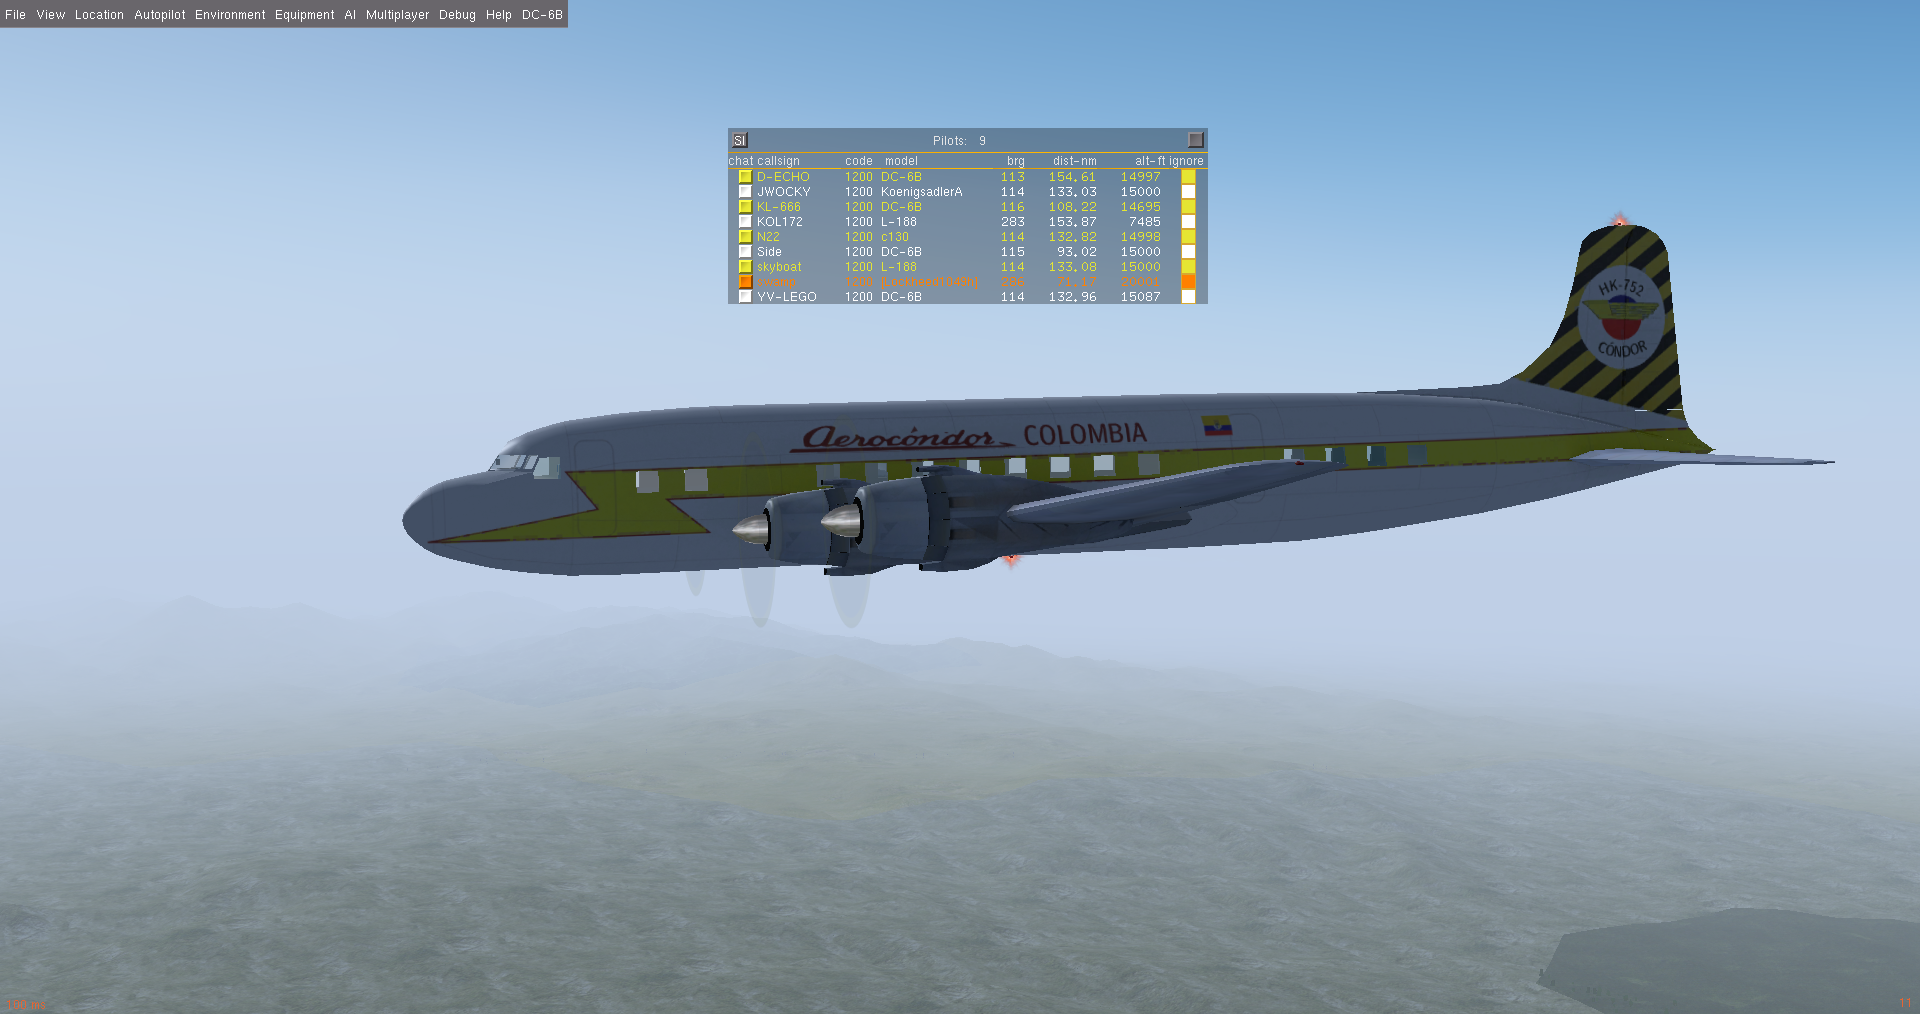 File View Location Autopilot Environment Equipment AI Multiplayer Debug Help DC-6B
SI Pilots: 9
chat callsign code model brg dist-nm alt-ft ignore
D-ECHO 1200 DC-6B 113 154.61 14997
JWOCKY 1200 KoenigsadlerA 114 133.03 15000
KL-666 1200 DC-6B 116 108.22 14695
KOL172 1200 L-188 283 153.87 7485
N22 1200 c130 114 132.82 14998
Side 1200 DC-6B 115 93.02 15000
skyboat 1200 L-188 114 133.08 15000
YV-LEGO 1200 DC-6B 114 132.96 15087
HK-752
CÓNDOR
Aerocóndor COLOMBIA
11